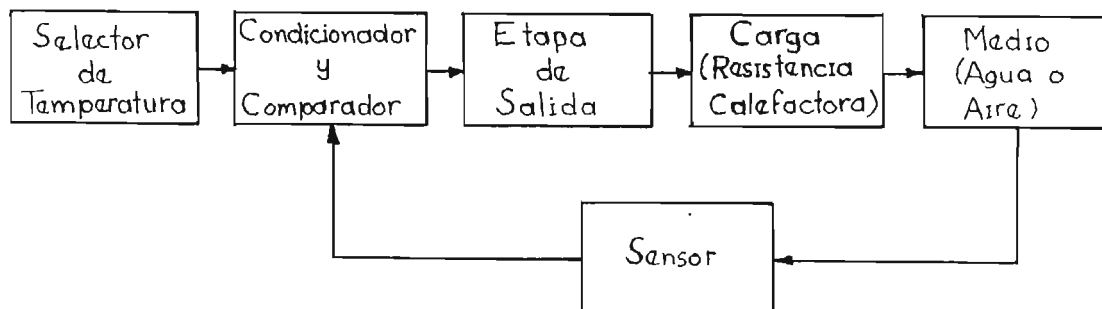 Selector
de
Temperatura
Condicionador
y
Comparador
Etapa
de
Salida
Carga
(Resistencia
Calefactora)
Medio
(Agua o
Aire)
Sensor